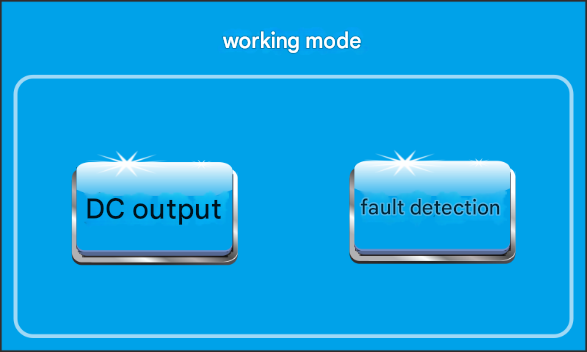 working mode
DC output
fault detection